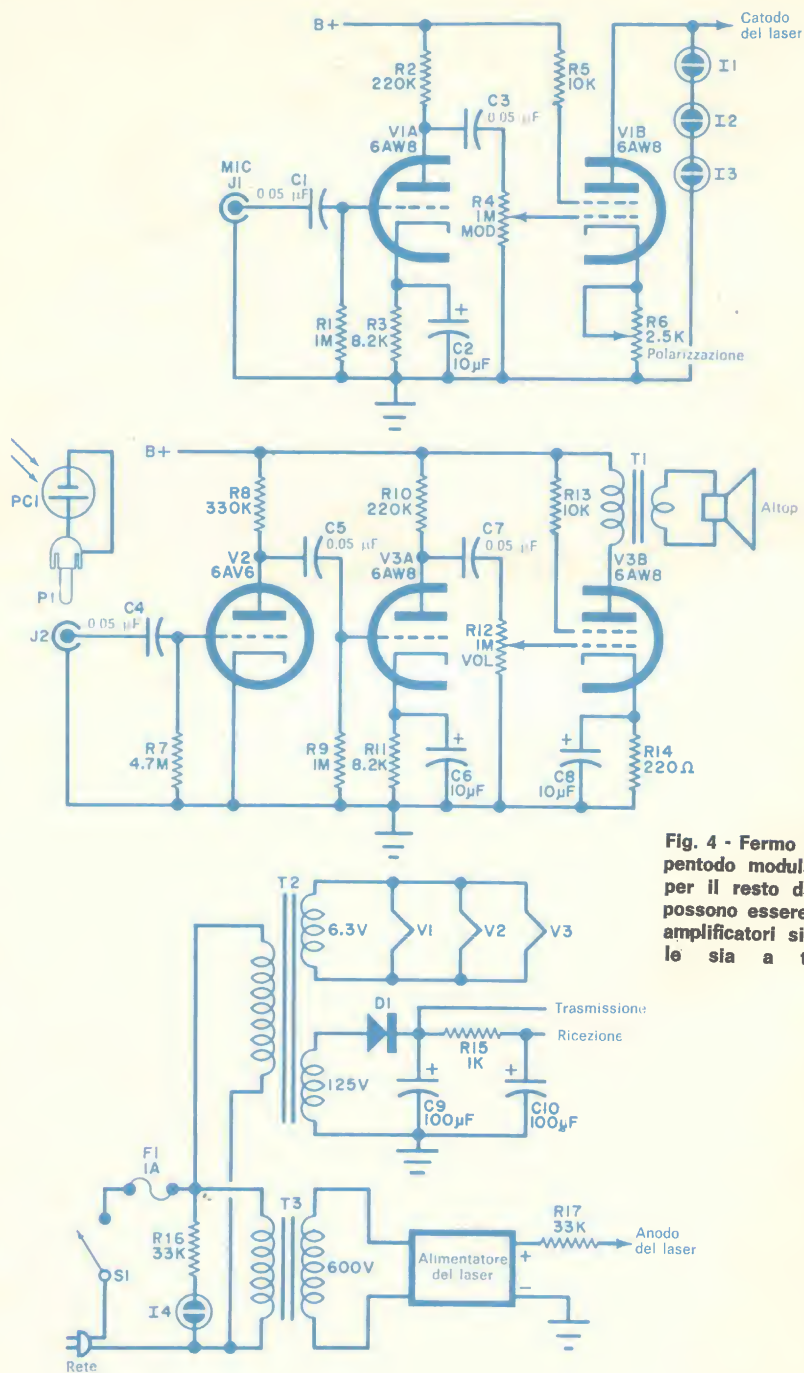 B+
Catodo
del laser
R2
220K
R5
10K
I1
C3
0.05 µF
I2
V1A
6AW8
V1B
6AW8
I3
MIC
J1
C1
0.05 µF
R4
1M
MOD
R1
1M
R3
8.2K
C2
10µF
R6
2.5K
Polarizzazione
PC1
P1
B+
R8
330K
R10
220K
R13
10K
T1
Altop
C5
0.05 µF
C7
0.05 µF
V2
6AV6
V3A
6AW8
V3B
6AW8
C4
0.05 µF
J2
R12
1M
VOL
R7
4.7M
R9
1M
R11
8.2K
C6
10µF
C8
10µF
R14
220Ω
Fig. 4 - Fermo
pentodo modul
per il resto d
possono essere
amplificatori si
le sia a t
T2
6.3V
V1
V2
V3
D1
Trasmissione
R15
1K
Ricezione
125V
C9
100µF
C10
100µF
F1
1A
T3
R17
33K
R16
33K
600V
Alimentatore
del laser
+
-
Anodo
del laser
S1
I4
Rete